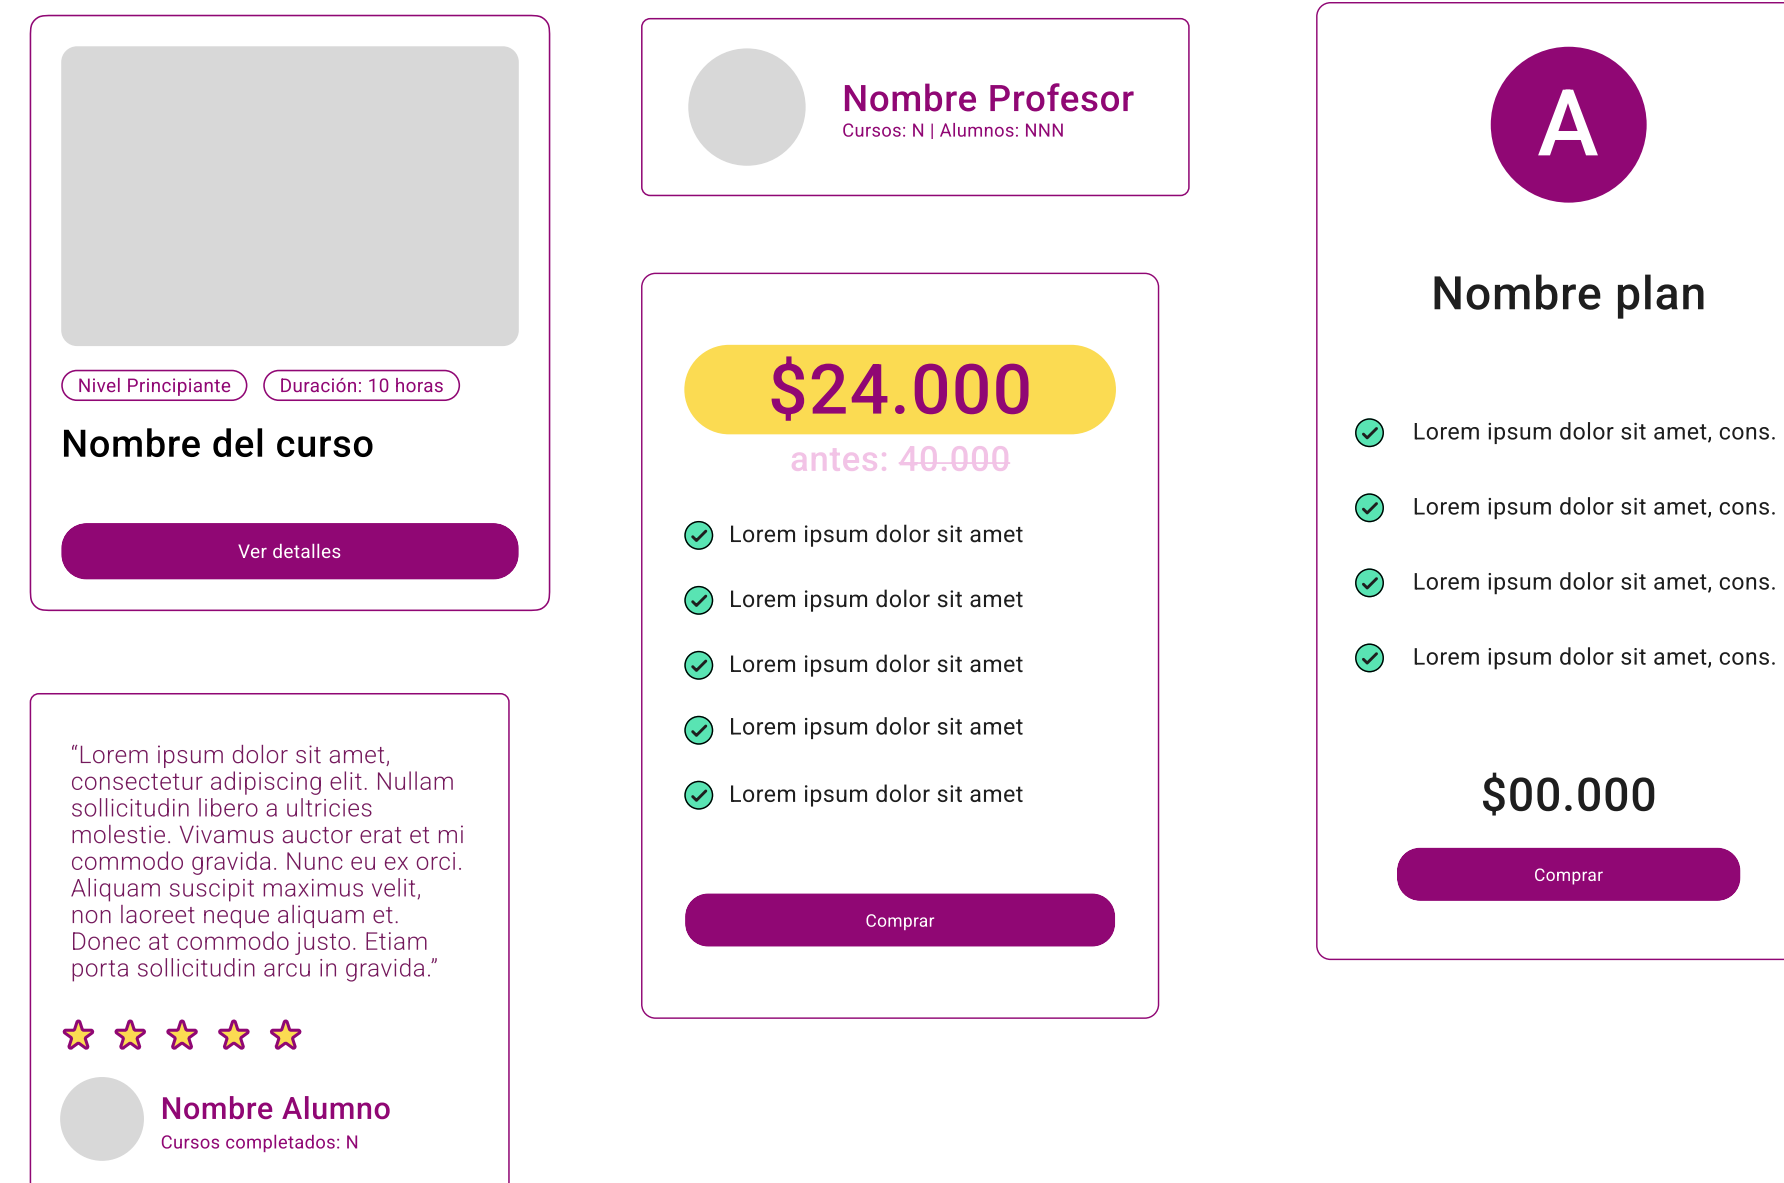 Nivel Principiante
Duración: 10 horas
Nombre del curso
Ver detalles
“Lorem ipsum dolor sit amet,
consectetur adipiscing elit. Nullam
sollicitudin libero a ultricies
molestie. Vivamus auctor erat et mi
commodo gravida. Nunc eu ex orci.
Aliquam suscipit maximus velit,
non laoreet neque aliquam et.
Donec at commodo justo. Etiam
porta sollicitudin arcu in gravida.”
Nombre Alumno
Cursos completados: N
Nombre Profesor
Cursos: N | Alumnos: NNN
$24.000
antes: 40.000
Lorem ipsum dolor sit amet
Lorem ipsum dolor sit amet
Lorem ipsum dolor sit amet
Lorem ipsum dolor sit amet
Lorem ipsum dolor sit amet
Comprar
A
Nombre plan
Lorem ipsum dolor sit amet, cons.
Lorem ipsum dolor sit amet, cons.
Lorem ipsum dolor sit amet, cons.
Lorem ipsum dolor sit amet, cons.
$00.000
Comprar